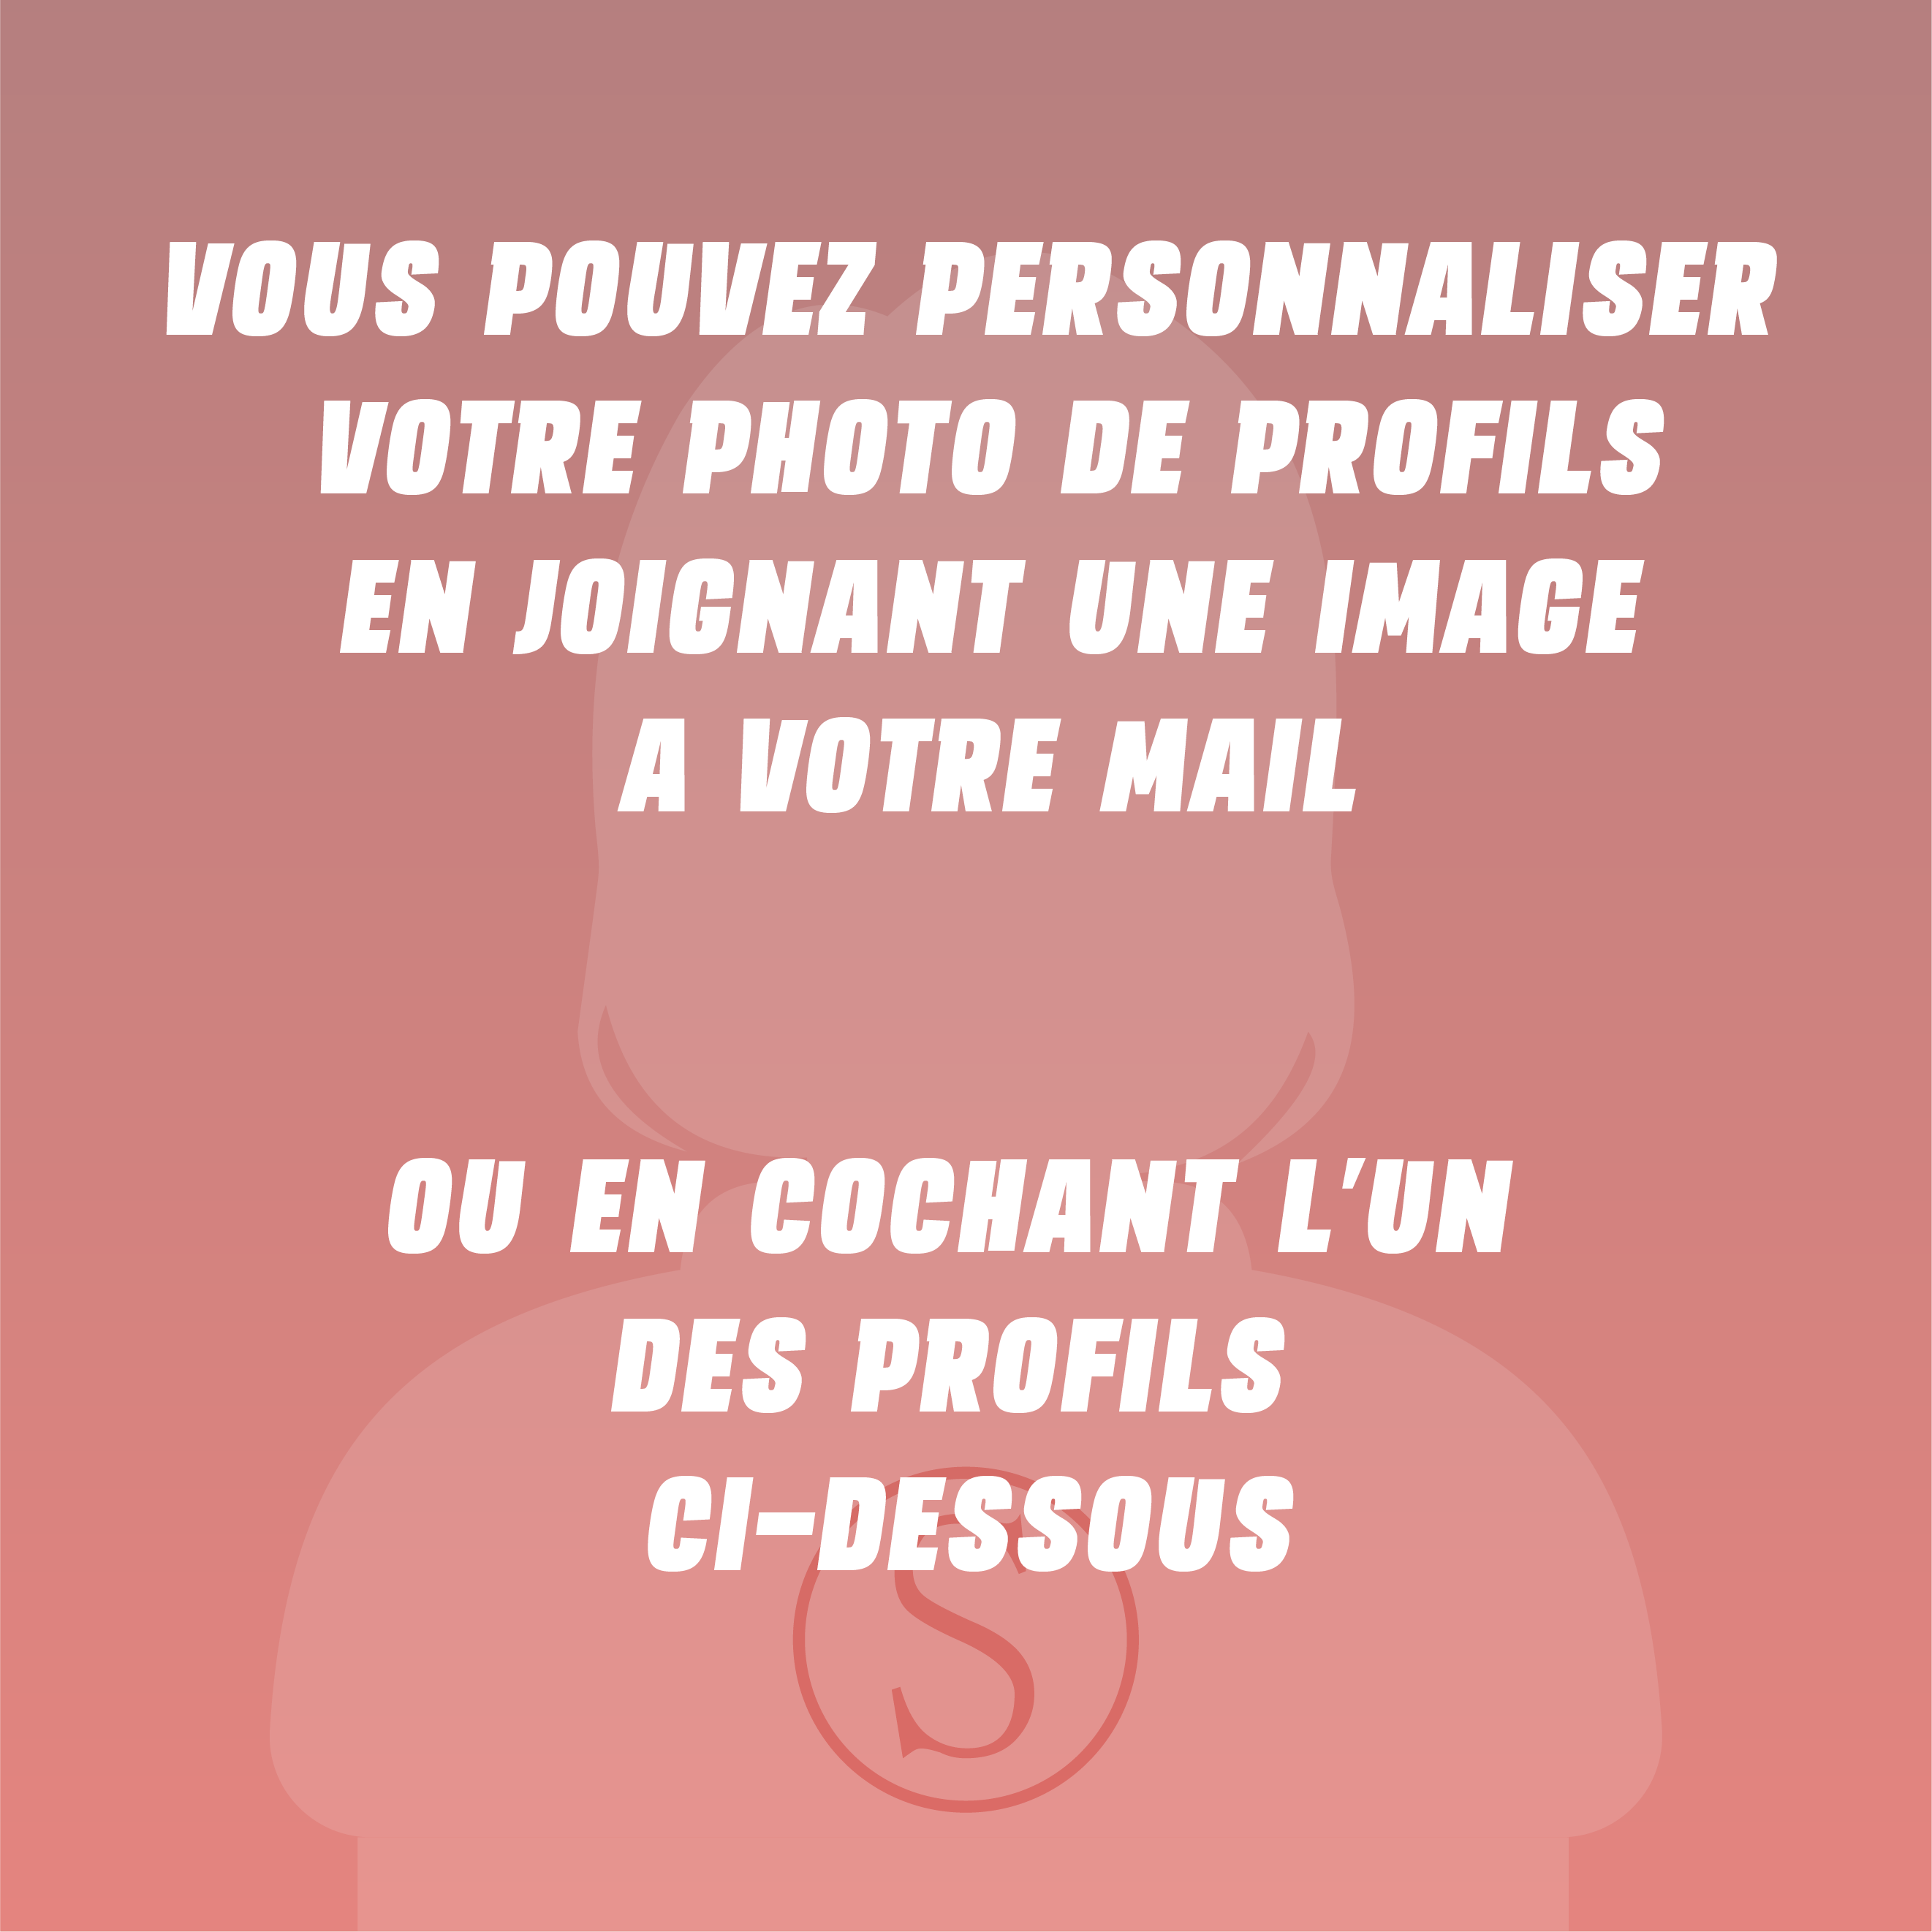 VOUS POUVEZ PERSONNALISER
VOTRE PHOTO DE PROFILS
EN JOIGNANT UNE IMAGE
A VOTRE MAIL
OU EN COCHANT L'UN
DES PROFILS
CI-DESSOUS
S